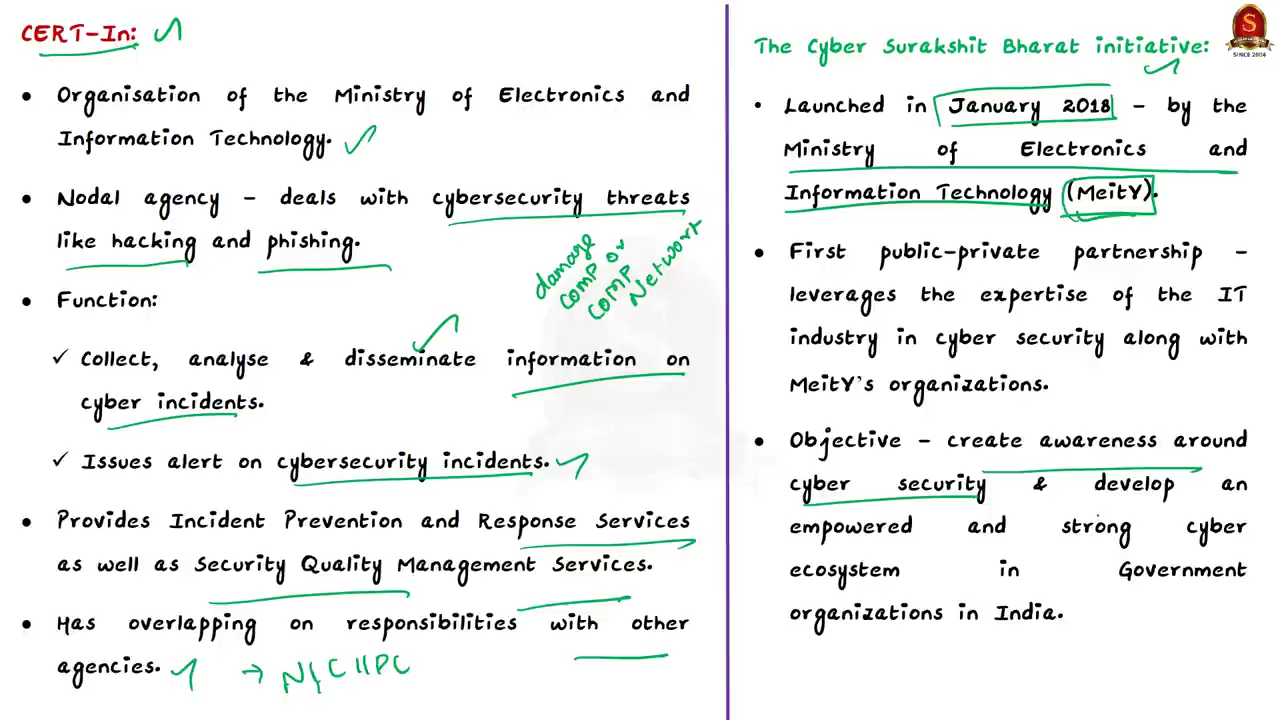 CERT-In:
• Organisation of the Ministry of Electronics and
Information Technology.
• Nodal agency – deals with cybersecurity threats
like hacking and phishing.
damage
comp or
comp
Network
• Function:
✓ Collect, analyse & disseminate information on
cyber incidents.
✓ Issues alert on cybersecurity incidents.
• Provides Incident Prevention and Response Services
as well as Security Quality Management Services.
• Has overlapping on responsibilities with other
agencies.
→ NCIIPC
S
SINCE 2004
The Cyber Surakshit Bharat initiative:
• Launched in January 2018 – by the
Ministry of Electronics and
Information Technology (MeitY).
• First public-private partnership –
leverages the expertise of the IT
industry in cyber security along with
MeitY's organizations.
• Objective – create awareness around
cyber security & develop an
empowered and strong cyber
ecosystem in Government
organizations in India.